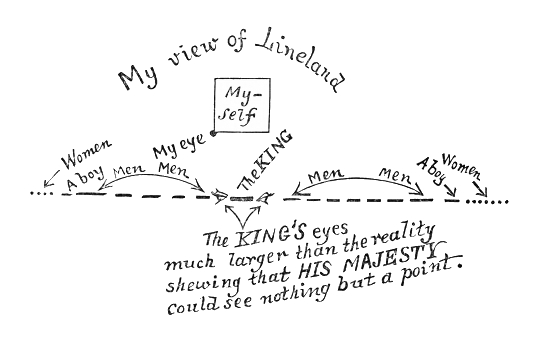 My view of Lineland
My-
self
My eye
The KING
Women
A boy
Men Men
Men Men
A boy
Women
The KING'S eyes
much larger than the reality
shewing that HIS MAJESTY
could see nothing but a point.